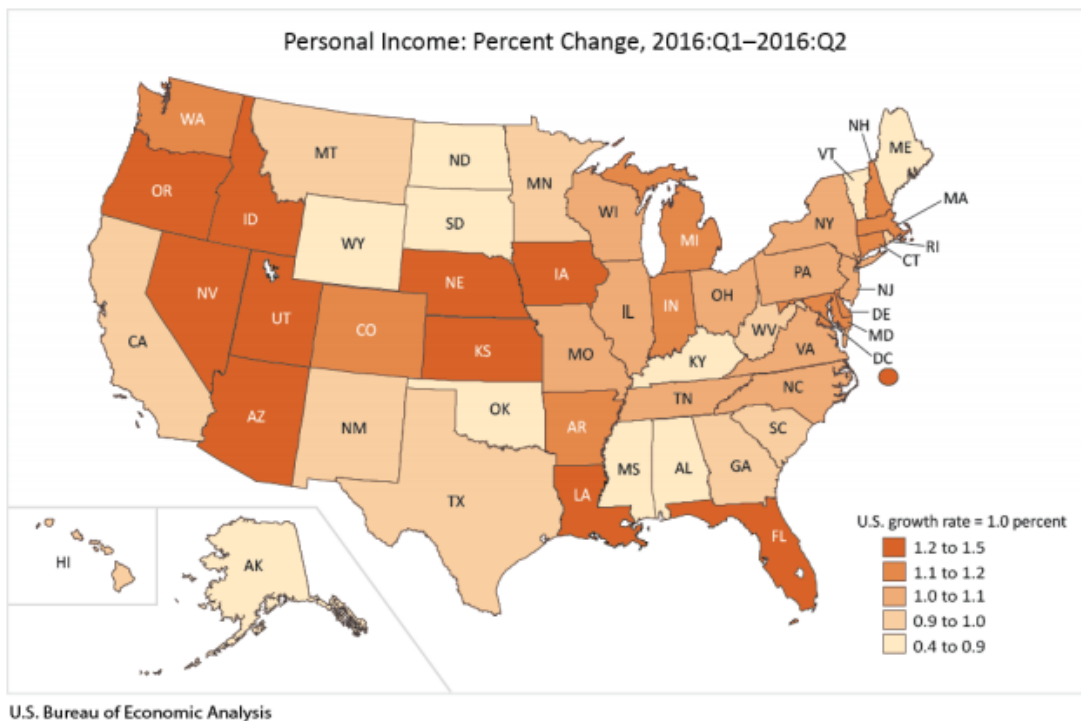 Personal Income: Percent Change, 2016:Q1–2016:Q2
WA
MT
ND
MN
VT
NH
ME
OR
ID
WY
SD
WI
MI
NY
MA
RI
CT
NV
UT
CO
NE
IA
IL
IN
OH
PA
NJ
DE
MD
DC
CA
KS
MO
KY
WV
VA
AZ
NM
OK
AR
TN
NC
SC
TX
LA
MS
AL
GA
FL
HI
AK
U.S. growth rate = 1.0 percent
1.2 to 1.5
1.1 to 1.2
1.0 to 1.1
0.9 to 1.0
0.4 to 0.9
U.S. Bureau of Economic Analysis